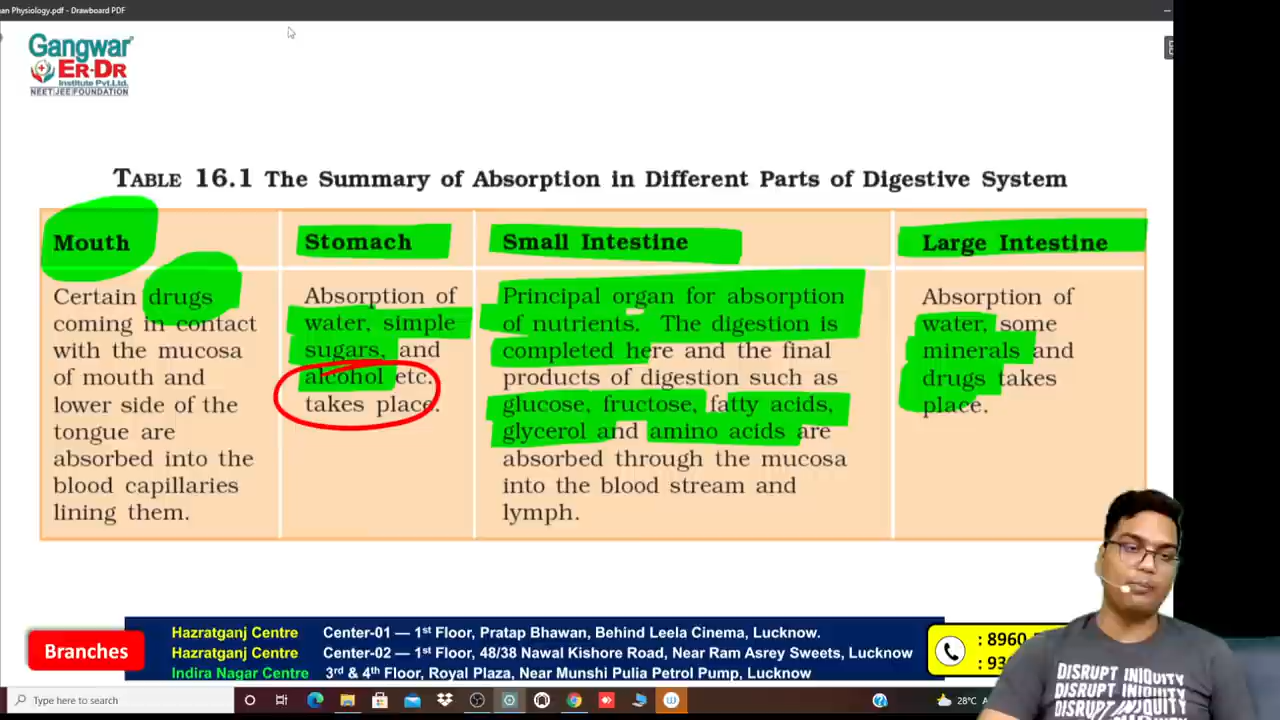 an Physiology.pdf - Drawboard PDF
Gangwar
ER-DR
Institute Pvt.Ltd.
NEET|JEE|FOUNDATION
TABLE 16.1 The Summary of Absorption in Different Parts of Digestive System
Mouth
Certain drugs
coming in contact
with the mucosa
of mouth and
lower side of the
tongue are
absorbed into the
blood capillaries
lining them.
Stomach
Absorption of
water, simple
sugars, and
alcohol etc.
takes place.
Small Intestine
Principal organ for absorption
of nutrients. The digestion is
completed here and the final
products of digestion such as
glucose, fructose, fatty acids,
glycerol and amino acids are
absorbed through the mucosa
into the blood stream and
lymph.
Large Intestine
Absorption of
water, some
minerals and
drugs takes
place.
Branches
Hazratganj Centre Center-01 — 1st Floor, Pratap Bhawan, Behind Leela Cinema, Lucknow.
Hazratganj Centre Center-02 — 1st Floor, 48/38 Nawal Kishore Road, Near Ram Asrey Sweets, Lucknow
Indira Nagar Centre 3rd & 4th Floor, Royal Plaza, Near Munshi Pulia Petrol Pump, Lucknow
: 8960
: 93
DISRUPT INIQUITY
DISRUPT INIQUITY
DISRUPT INIQUITY
Type here to search
28°C